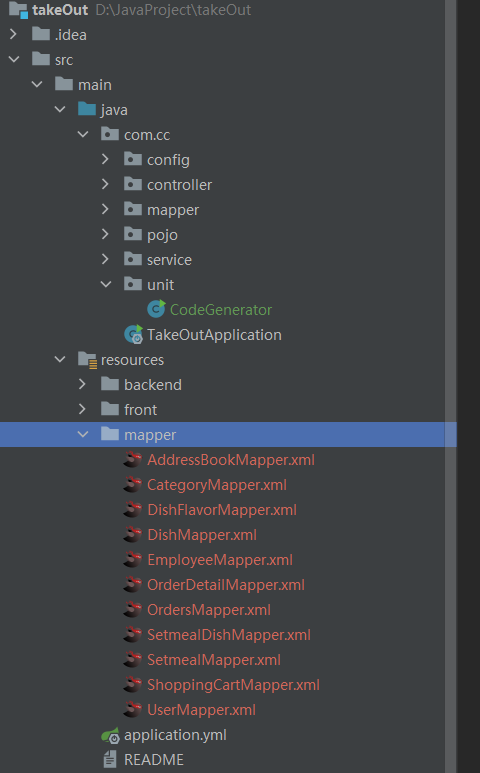 takeOut D:\JavaProject\takeOut
.idea
src
main
java
com.cc
config
controller
mapper
pojo
service
unit
CodeGenerator
TakeOutApplication
resources
backend
front
mapper
AddressBookMapper.xml
CategoryMapper.xml
DishFlavorMapper.xml
DishMapper.xml
EmployeeMapper.xml
OrderDetailMapper.xml
OrdersMapper.xml
SetmealDishMapper.xml
SetmealMapper.xml
ShoppingCartMapper.xml
UserMapper.xml
application.yml
README